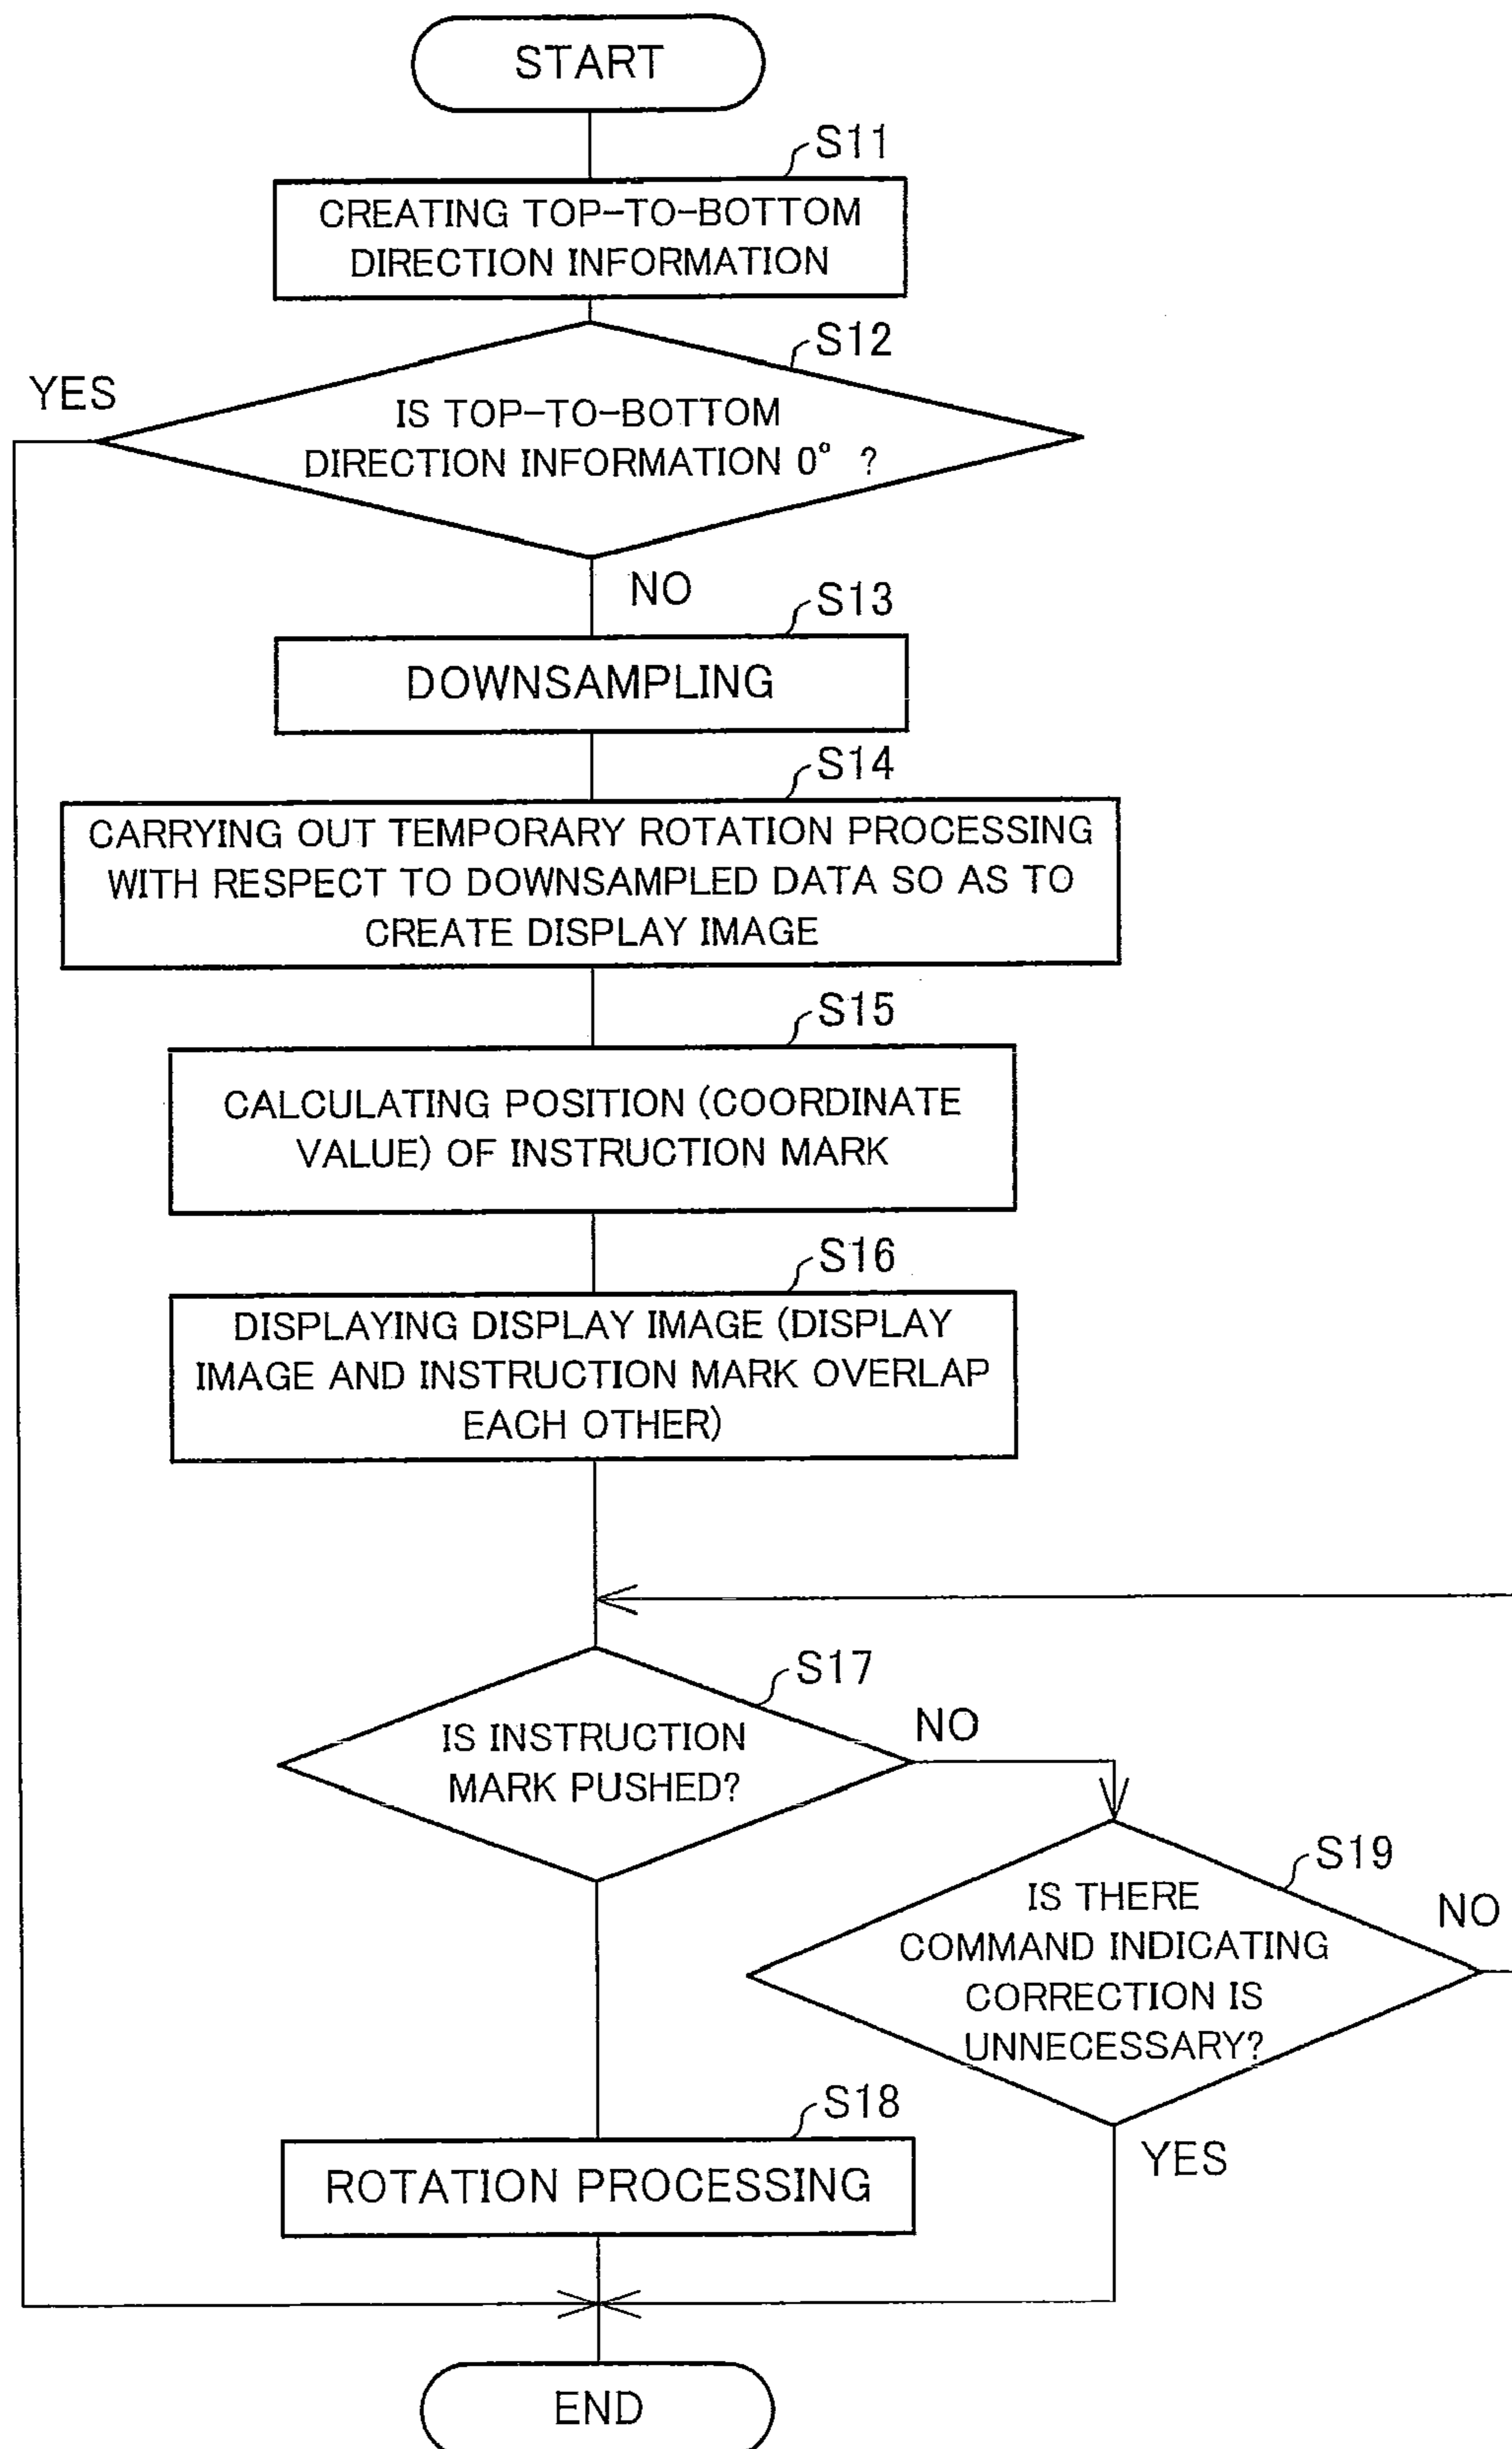 START
S11
CREATING TOP-TO-BOTTOM
DIRECTION INFORMATION
S12
YES
IS TOP-TO-BOTTOM
DIRECTION INFORMATION 0° ?
NO
S13
DOWNSAMPLING
S14
CARRYING OUT TEMPORARY ROTATION PROCESSING
WITH RESPECT TO DOWNSAMPLED DATA SO AS TO
CREATE DISPLAY IMAGE
S15
CALCULATING POSITION (COORDINATE
VALUE) OF INSTRUCTION MARK
S16
DISPLAYING DISPLAY IMAGE (DISPLAY
IMAGE AND INSTRUCTION MARK OVERLAP
EACH OTHER)
S17
IS INSTRUCTION
MARK PUSHED?
NO
S19
IS THERE
COMMAND INDICATING
CORRECTION IS
UNNECESSARY?
NO
YES
S18
ROTATION PROCESSING
END